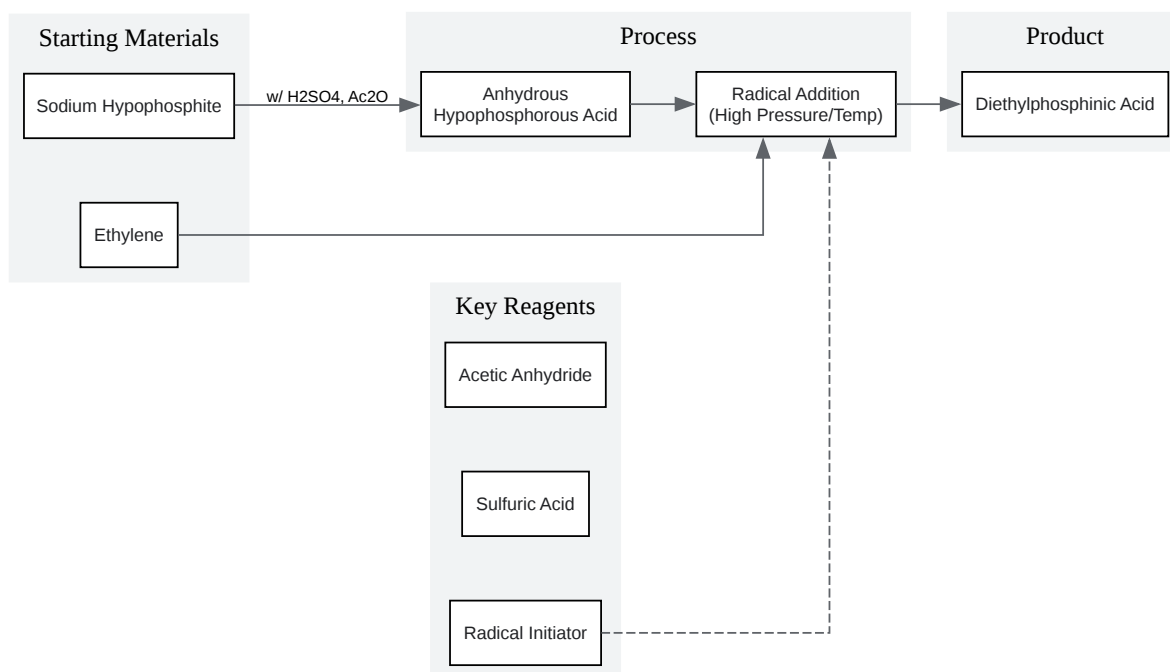 Starting Materials
Process
Product
Sodium Hypophosphite
w/ H2SO4, Ac2O
Anhydrous
Hypophosphorous Acid
Radical Addition
(High Pressure/Temp)
Diethylphosphinic Acid
Ethylene
Key Reagents
Acetic Anhydride
Sulfuric Acid
Radical Initiator